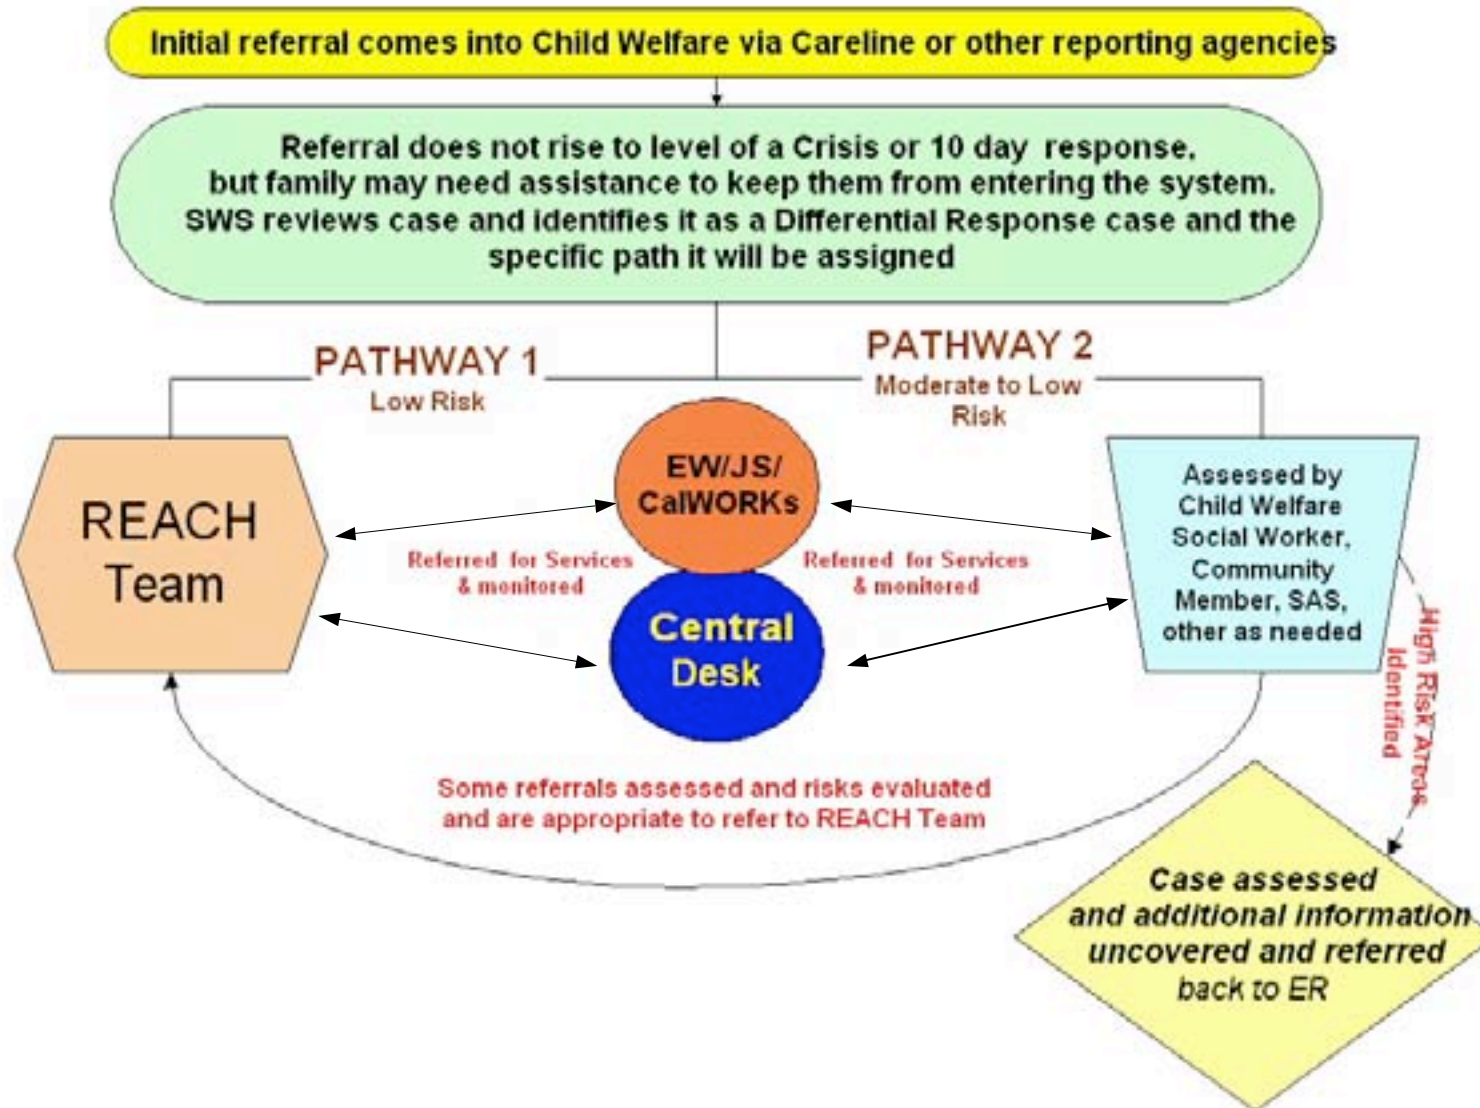 Initial referral comes into Child Welfare via Careline or other reporting agencies
Referral does not rise to level of a Crisis or 10 day response.
but family may need assistance to keep them from entering the system.
SWS reviews case and identifies it as a Differential Response case and the
specific path it will be assigned
PATHWAY 1
Low Risk
PATHWAY 2
Moderate to Low
Risk
REACH
Team
EW/JS/
CalWORKs
Referred for Services
& monitored
Referred for Services
& monitored
Central
Desk
Assessed by
Child Welfare
Social Worker,
Community
Member, SAS,
other as needed
High Risk Areas
Identified
Some referrals assessed and risks evaluated
and are appropriate to refer to REACH Team
Case assessed
and additional information
uncovered and referred
back to ER